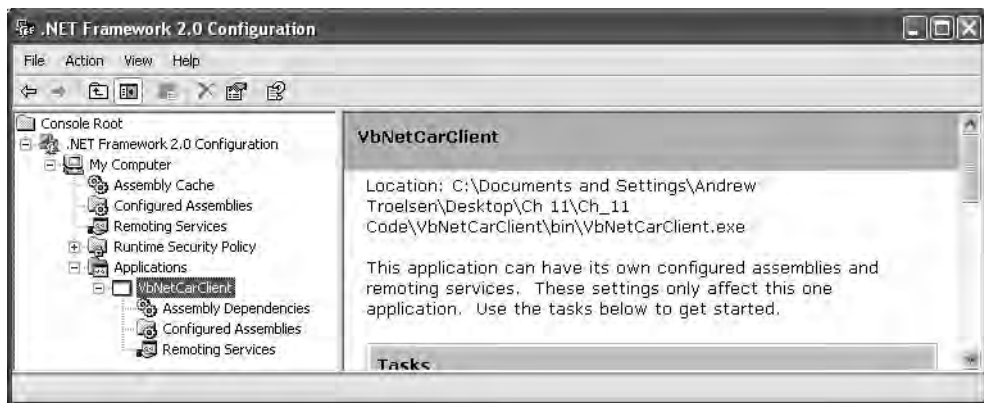 .NET Framework 2.0 Configuration
File Action View Help
Console Root
.NET Framework 2.0 Configuration
My Computer
Assembly Cache
Configured Assemblies
Remoting Services
Runtime Security Policy
Applications
VbNetCarClient
Assembly Dependencies
Configured Assemblies
Remoting Services
VbNetCarClient
Location: C:\Documents and Settings\Andrew
Troelsen\Desktop\Ch 11\Ch_11
Code\VbNetCarClient\bin\VbNetCarClient.exe
This application can have its own configured assemblies and
remoting services. These settings only affect this one
application. Use the tasks below to get started.
Tasks